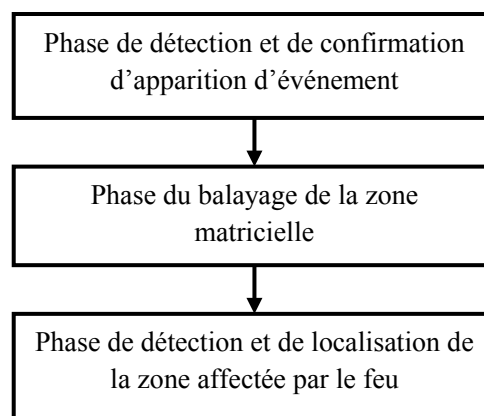 Phase de détection et de confirmation
d’apparition d’événement
Phase du balayage de la zone
matricielle
Phase de détection et de localisation de
la zone affectée par le feu